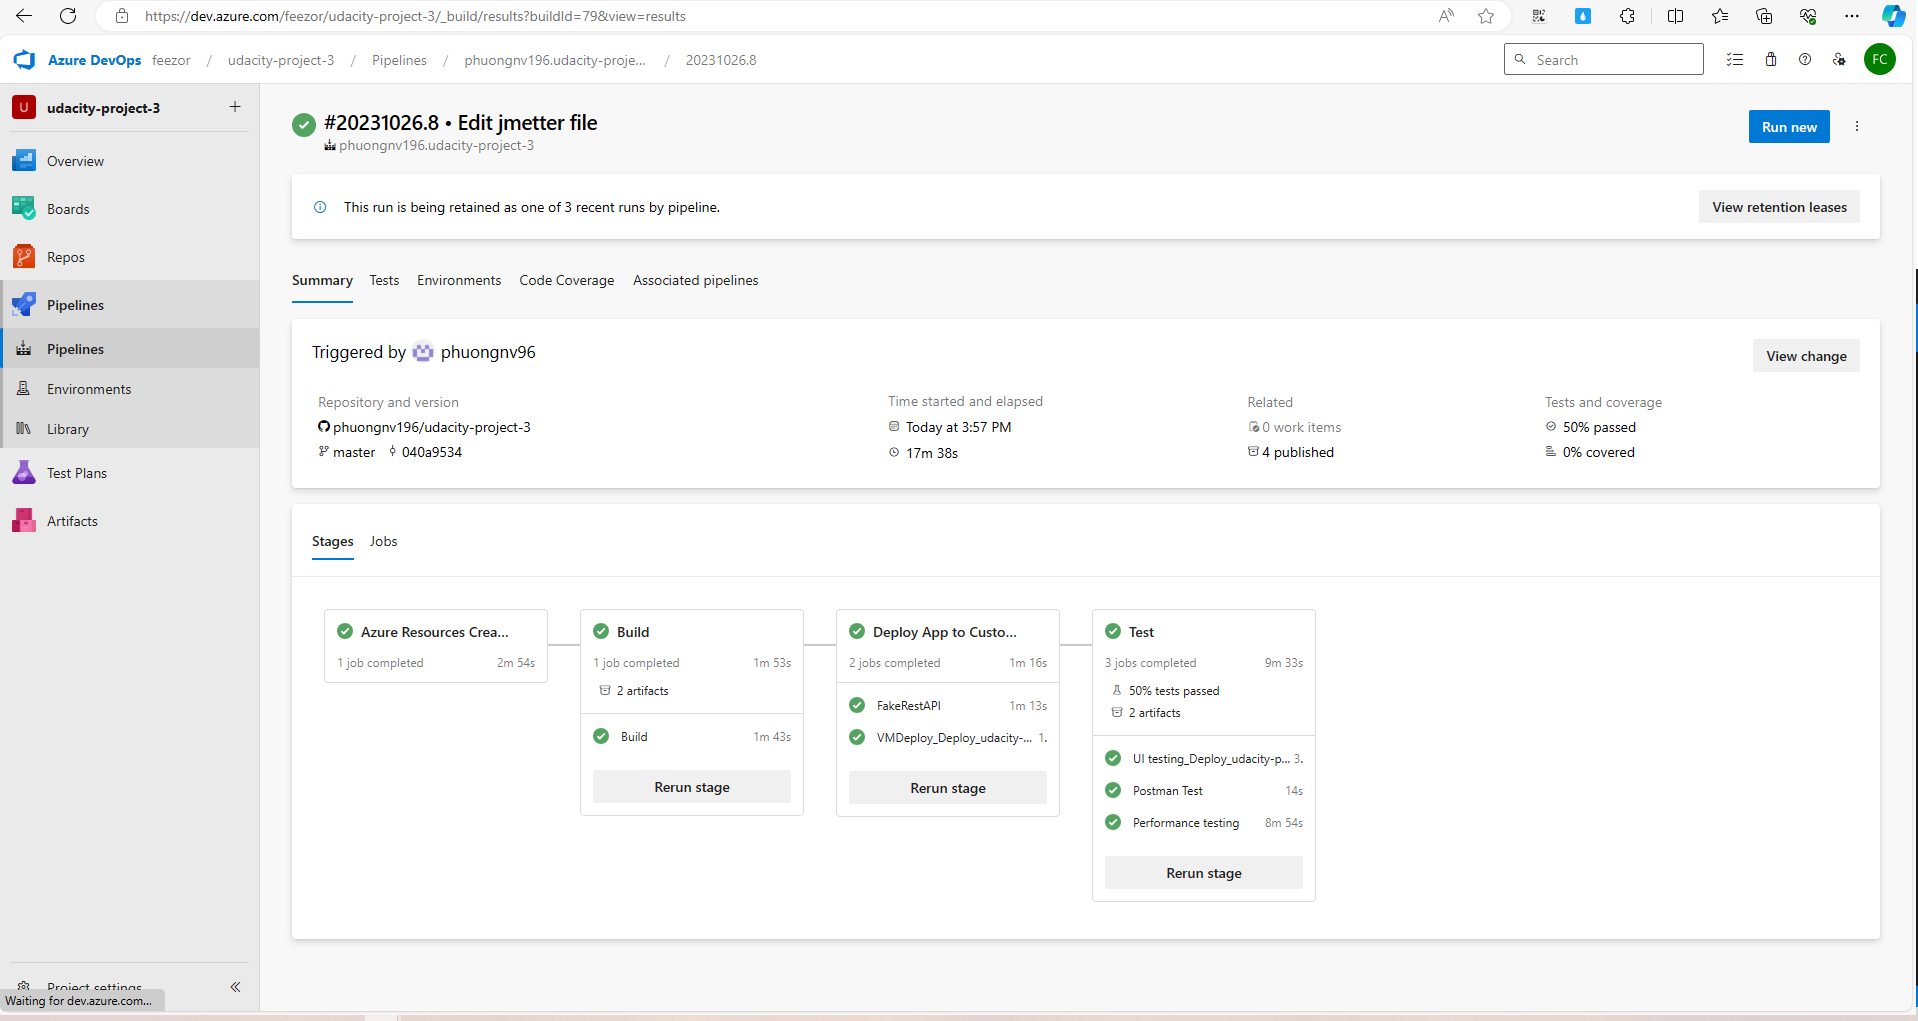 https://dev.azure.com/feezor/udacity-project-3/_build/results?buildId=79&view=results
Azure DevOps feezor / udacity-project-3 / Pipelines / phuongnv196.udacity-proje... / 20231026.8
Search
FC
U udacity-project-3 +
Overview
Boards
Repos
Pipelines
Pipelines
Environments
Library
Test Plans
Artifacts
Project settings
Waiting for dev.azure.com...
#20231026.8 • Edit jmetter file
phuongnv196.udacity-project-3
Run new
This run is being retained as one of 3 recent runs by pipeline.
View retention leases
Summary Tests Environments Code Coverage Associated pipelines
Triggered by phuongnv96
View change
Repository and version
phuongnv196/udacity-project-3
master 040a9534
Time started and elapsed
Today at 3:57 PM
17m 38s
Related
0 work items
4 published
Tests and coverage
50% passed
0% covered
Stages Jobs
Azure Resources Crea...
1 job completed 2m 54s
Build
1 job completed 1m 53s
2 artifacts
Build 1m 43s
Rerun stage
Deploy App to Custo...
2 jobs completed 1m 16s
FakeRestAPI 1m 13s
VMDeploy_Deploy_udacity-... 1.
Rerun stage
Test
3 jobs completed 9m 33s
50% tests passed
2 artifacts
UI testing_Deploy_udacity-p... 3.
Postman Test 14s
Performance testing 8m 54s
Rerun stage